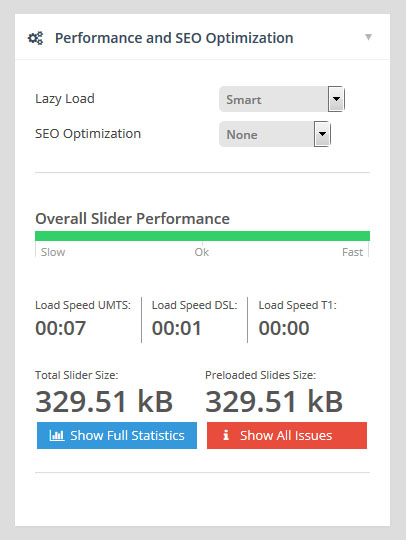 Performance and SEO Optimization
Lazy Load Smart
SEO Optimization None
Overall Slider Performance
Slow Ok Fast
Load Speed UMTS: Load Speed DSL: Load Speed T1:
00:07 00:01 00:00
Total Slider Size: Preloaded Slides Size:
329.51 kB 329.51 kB
Show Full Statistics Show All Issues